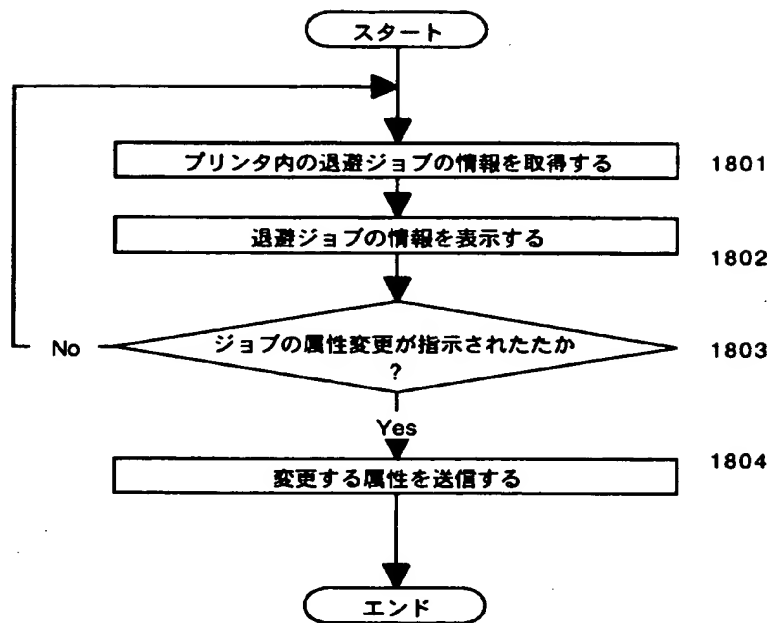 スタート
プリンタ内の退避ジョブの情報を取得する
1801
退避ジョブの情報を表示する
1802
ジョブの属性変更が指示されたたか
?
No
1803
Yes
変更する属性を送信する
1804
エンド